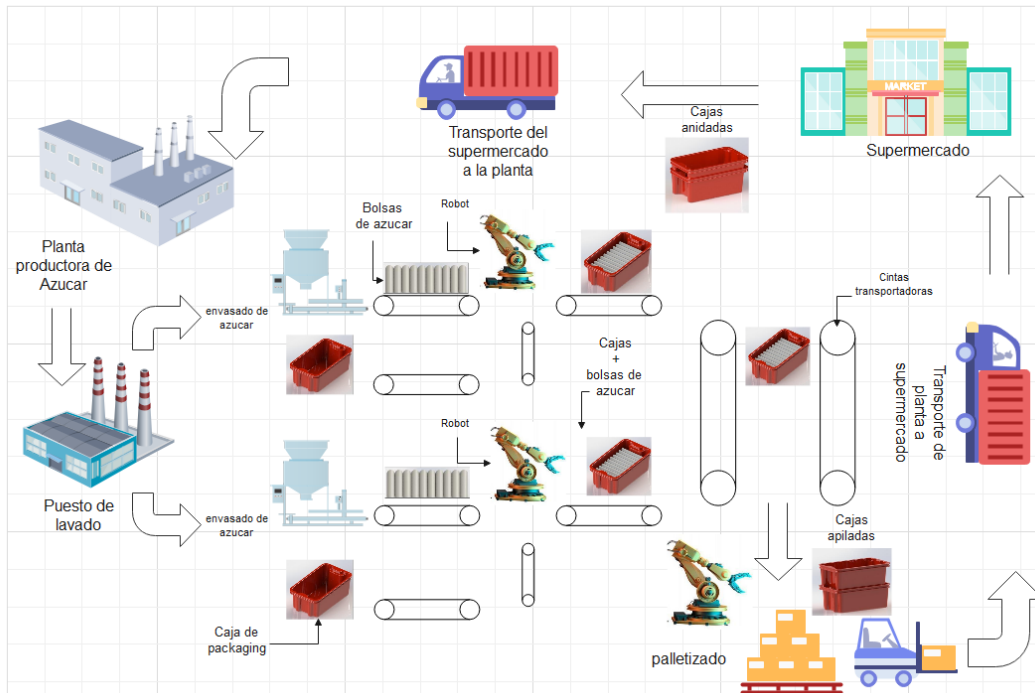 MARKET
Supermercado
Cajas
anidadas
Transporte del
supermercado
a la planta
Planta
productora de
Azucar
Bolsas
de azucar
Robot
envasado de
azucar
Cintas
transportadoras
Cajas
+
bolsas de
azucar
Transporte de
planta a
supermercado
Robot
Puesto de
lavado
envasado de
azucar
Cajas
apiladas
Caja de
packaging
palletizado